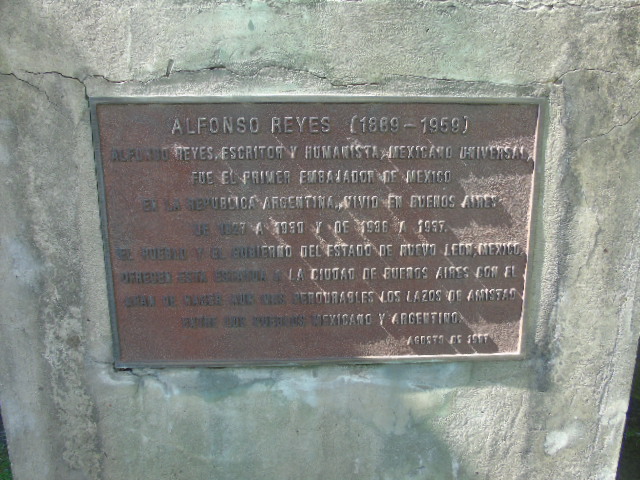 ALFONSO REYES (1889-1959)
ALFONSO REYES, ESCRITOR Y HUMANISTA, MEXICANO UNIVERSAL,
FUE EL PRIMER EMBAJADOR DE MEXICO
EN LA REPUBLICA ARGENTINA, VIVIO EN BUENOS AIRES
DE 1927 A 1930 Y DE 1936 A 1937.
EL PUEBLO Y EL GOBIERNO DEL ESTADO DE NUEVO LEON, MEXICO,
OFRECEN ESTA A LA CIUDAD DE BUENOS AIRES CON EL
AFAN DE HACER AUN MAS PERDURABLES LOS LAZOS DE AMISTAD
ENTRE LOS PUEBLOS MEXICANO Y ARGENTINO.
AGOSTO DE